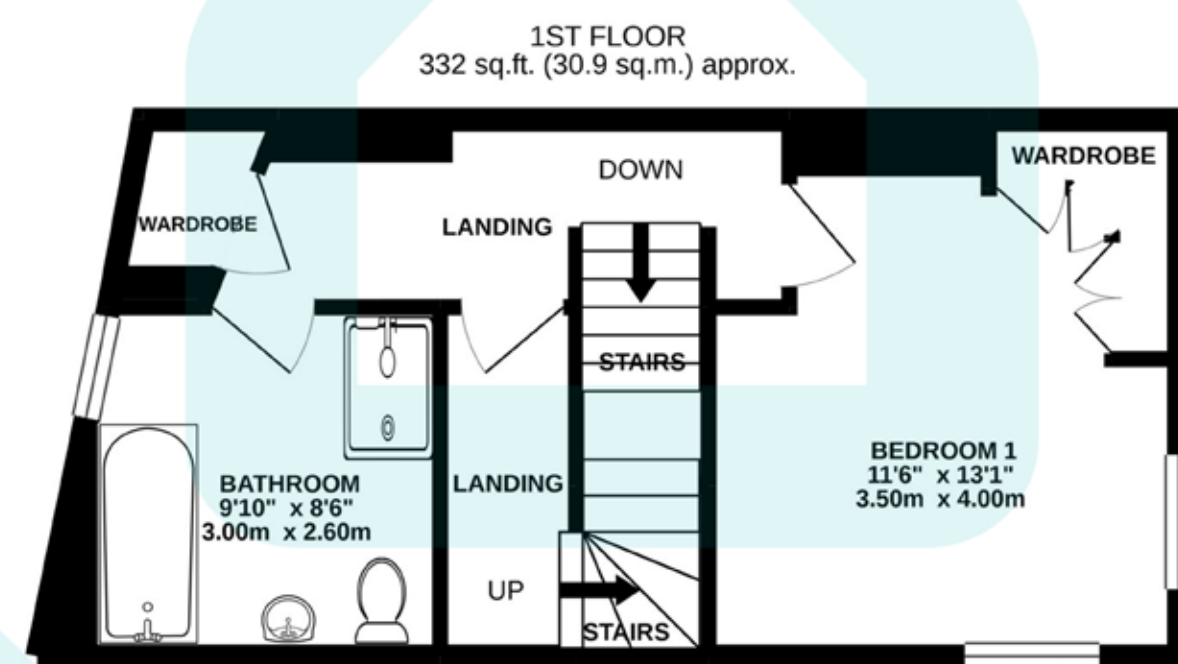 1ST FLOOR
332 sq.ft. (30.9 sq.m.) approx.
WARDROBE
DOWN
WARDROBE
LANDING
STAIRS
BEDROOM 1
11'6" x 13'1"
3.50m x 4.00m
BATHROOM
9'10" x 8'6"
3.00m x 2.60m
LANDING
UP
STAIRS